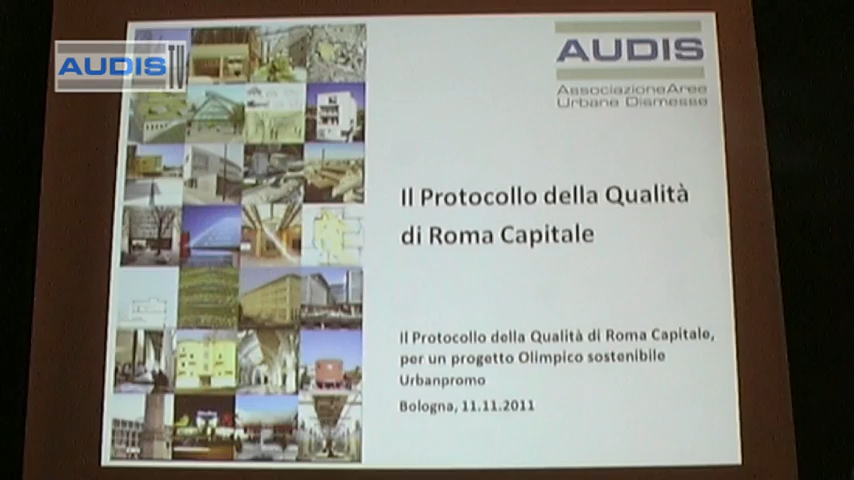 AUDIS TV
AUDIS
AssociazioneAree
Urbane Dismesse
Il Protocollo della Qualità
di Roma Capitale
Il Protocollo della Qualità di Roma Capitale,
per un progetto Olimpico sostenibile
Urbanpromo
Bologna, 11.11.2011